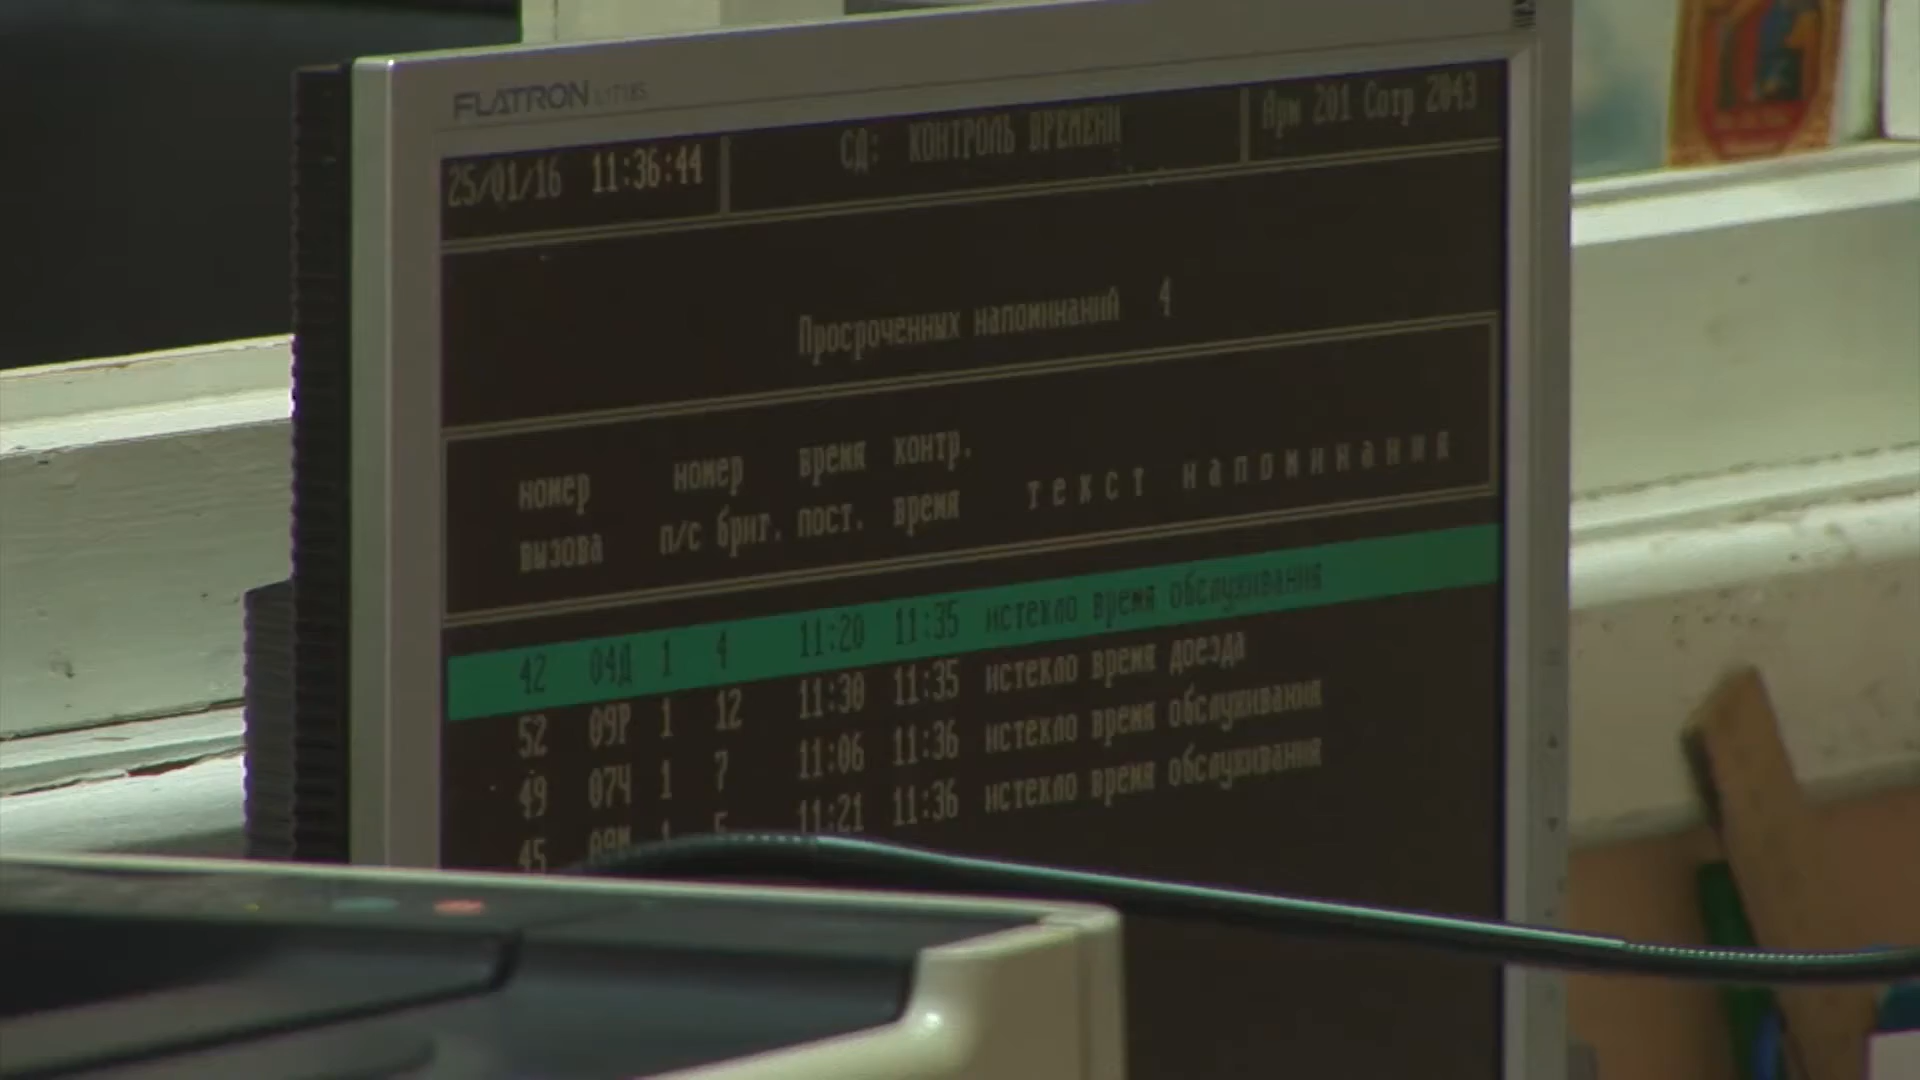 FLATRON
25/01/16 11:36:44 СД: КОНТРОЛЬ ВРЕМЕНИ Арм 201 Сотр 2043
Просроченных напоминаний 4
номер номер время контр.
вызова п/с бриг. пост. время текст напоминания
42 04Д 1 4 11:20 11:35 истекло время обслуживания
52 09Р 1 12 11:30 11:35 истекло время доезда
49 07Ч 1 7 11:06 11:36 истекло время обслуживания
45 1 5 11:21 11:36 истекло время обслуживания